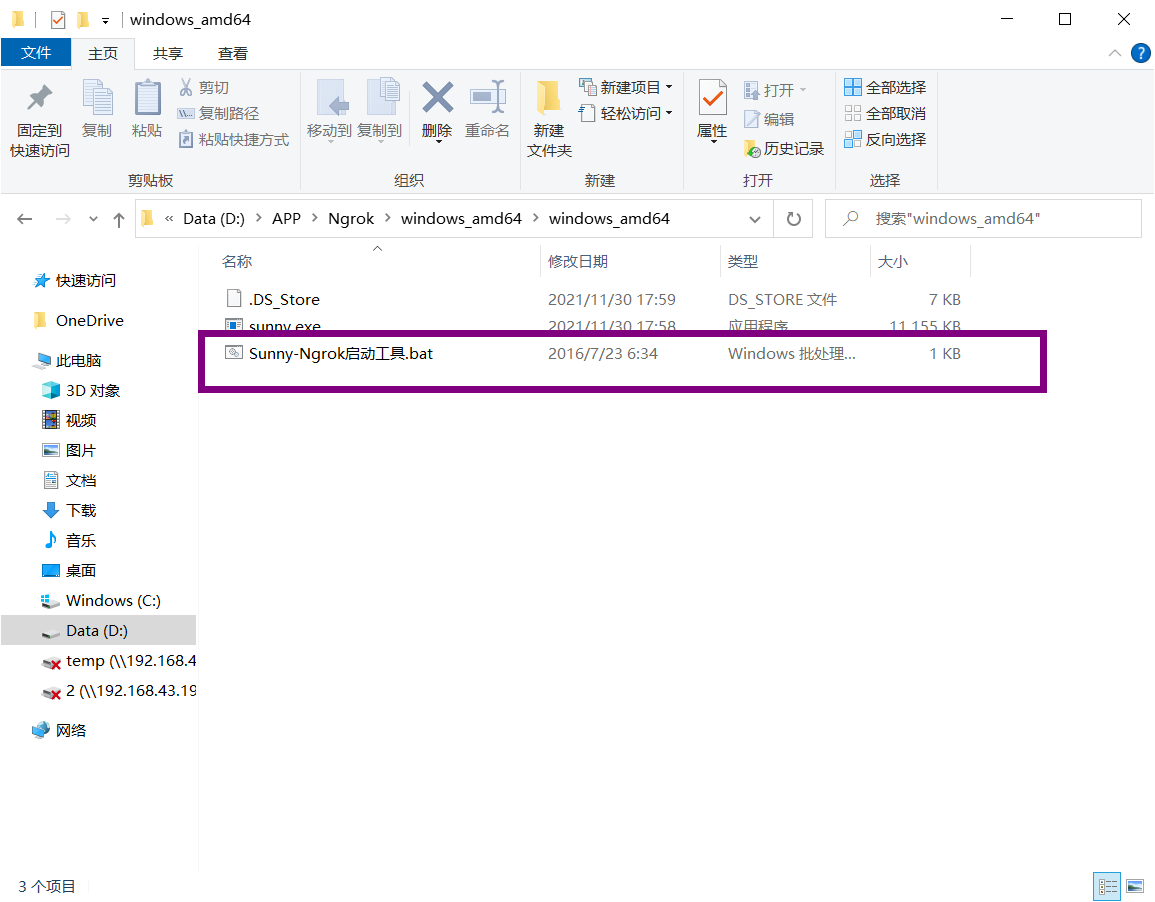 windows_amd64
文件 主页 共享 查看
固定到
快速访问
复制
粘贴
剪切
复制路径
粘贴快捷方式
剪贴板
移动到
复制到
删除
重命名
组织
新建
文件夹
新建项目
轻松访问
新建
属性
打开
编辑
历史记录
打开
全部选择
全部取消
反向选择
选择
« Data (D:) > APP > Ngrok > windows_amd64 > windows_amd64
搜索"windows_amd64"
名称 修改日期 类型 大小
.DS_Store 2021/11/30 17:59 DS_STORE 文件 7 KB
sunny.exe 2021/11/30 17:58 应用程序 11,155 KB
Sunny-Ngrok启动工具.bat 2016/7/23 6:34 Windows 批处理... 1 KB
快速访问
OneDrive
此电脑
3D 对象
视频
图片
文档
下载
音乐
桌面
Windows (C:)
Data (D:)
temp (\\192.168.4
2 (\\192.168.43.19
网络
3 个项目